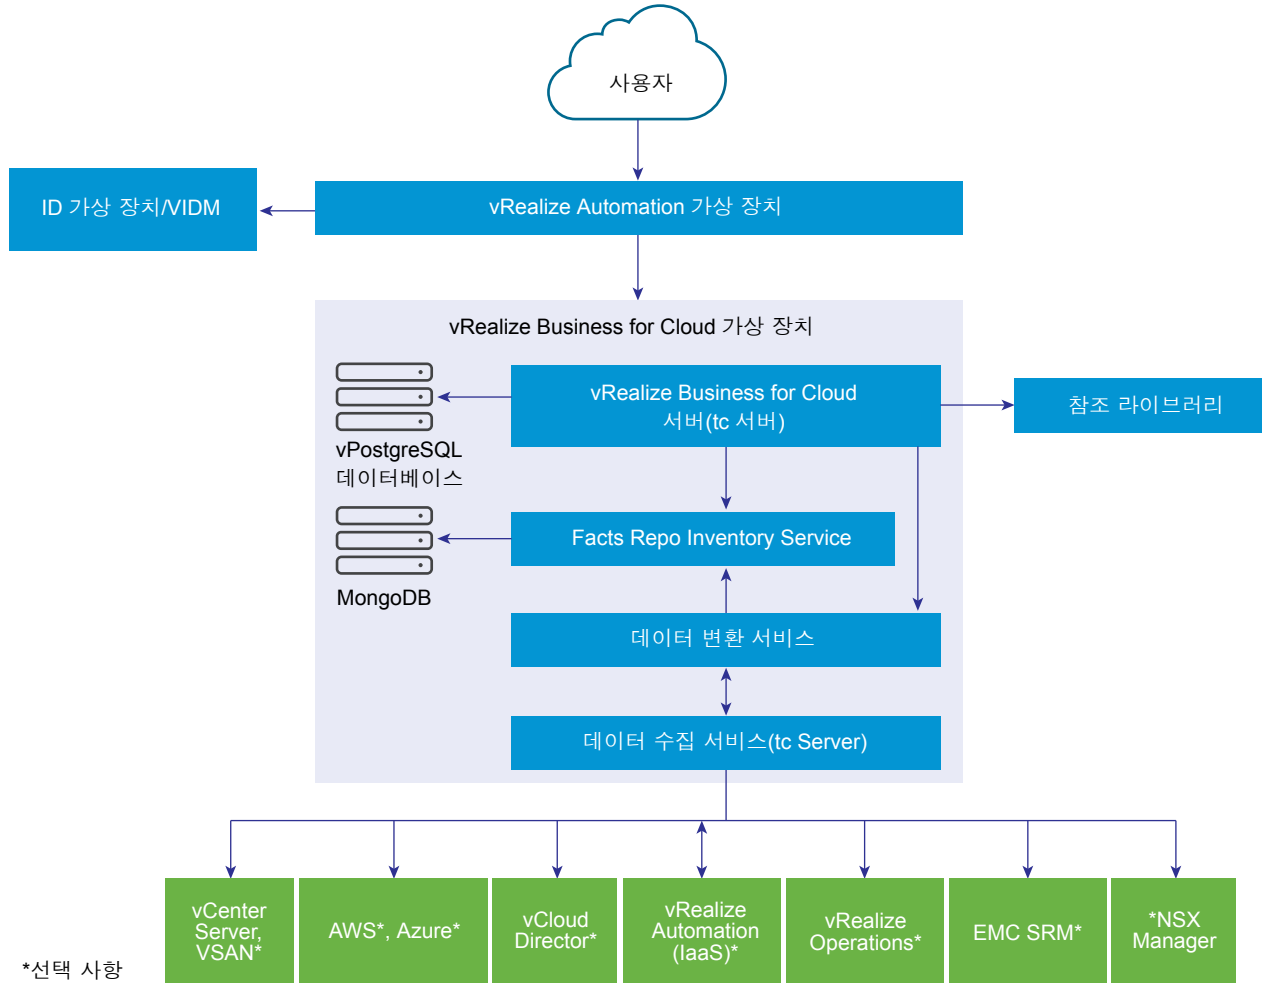 사용자
ID 가상 장치/VIDM
vRealize Automation 가상 장치
vRealize Business for Cloud 가상 장치
vRealize Business for Cloud
서버(tc 서버)
참조 라이브러리
vPostgreSQL
데이터베이스
Facts Repo Inventory Service
MongoDB
데이터 변환 서비스
데이터 수집 서비스(tc Server)
vCenter
Server,
VSAN*
AWS*, Azure*
vCloud
Director*
vRealize
Automation
(IaaS)*
vRealize
Operations*
EMC SRM*
*NSX
Manager
*선택 사항